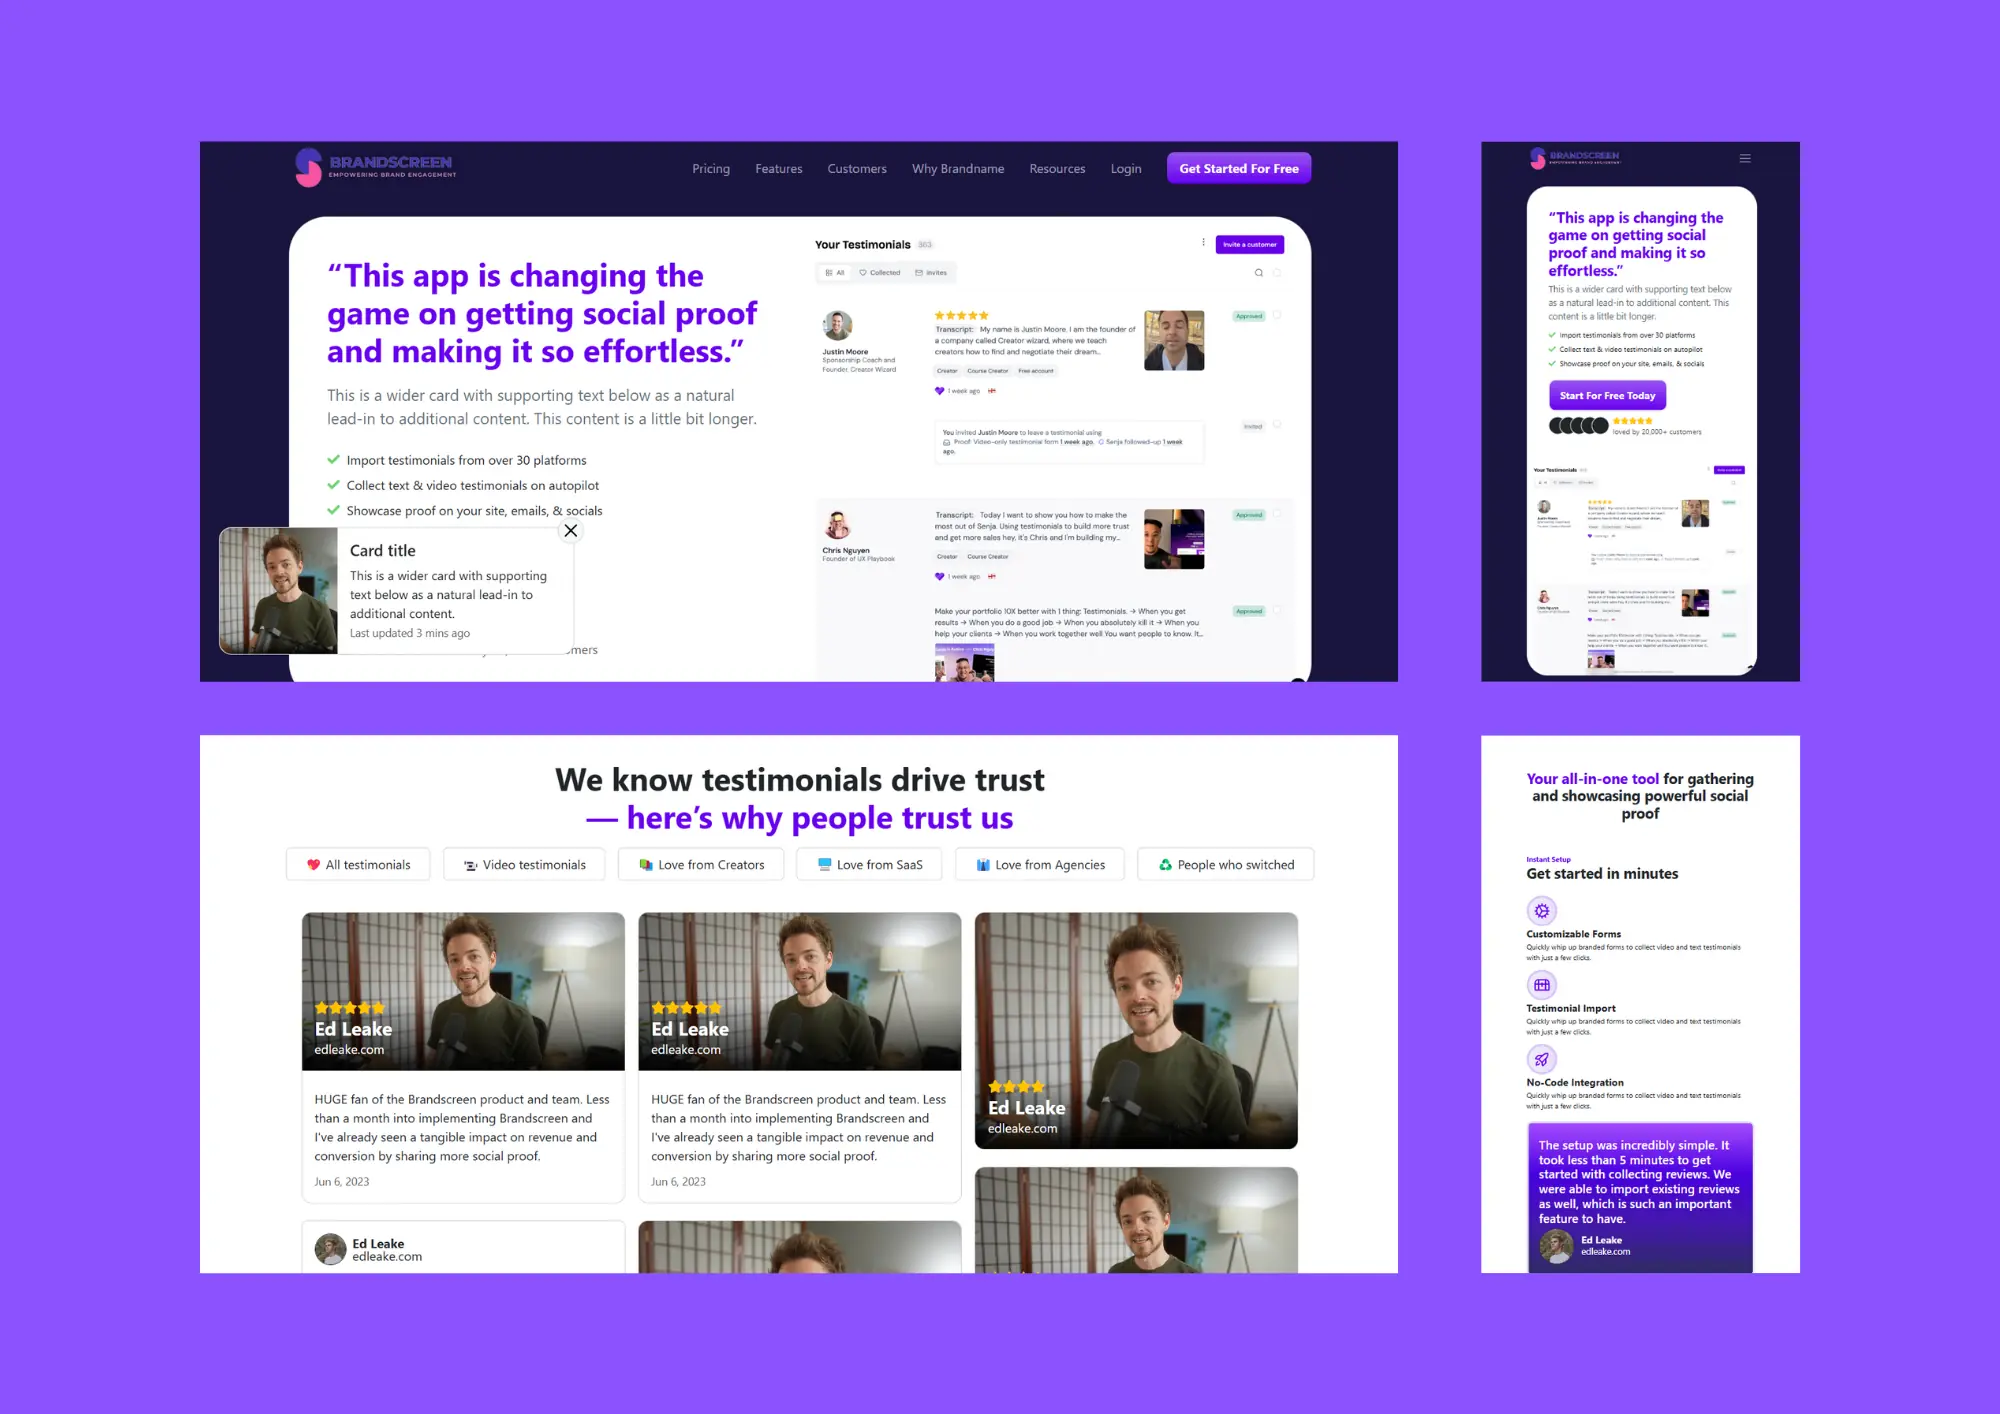 BRANDSCREEN
EMPOWERING BRAND ENGAGEMENT
Pricing
Features
Customers
Why Brandname
Resources
Login
Get Started For Free
“This app is changing the
game on getting social proof
and making it so effortless.”
This is a wider card with supporting text below as a natural
lead-in to additional content. This content is a little bit longer.
Import testimonials from over 30 platforms
Collect text & video testimonials on autopilot
Showcase proof on your site, emails, & socials
Card title
This is a wider card with supporting
text below as a natural lead-in to
additional content.
Last updated 3 mins ago
Your Testimonials 363
Invite a customer
All
Collected
Invites
Justin Moore
Sponsorship Coach and
Founder, Creator Wizard
Transcript: My name is Justin Moore. I am the founder of
a company called Creator wizard, where we teach
creators how to find and negotiate their dream...
Creator Course Creator Free account
1 week ago
Approved
You invited Justin Moore to leave a testimonial using
Proof: Video-only testimonial form 1 week ago. Senja followed-up 1 week
ago.
Invited
Chris Nguyen
Founder of UX Playbook
Transcript: Today I want to show you how to make the
most out of Senja. Using testimonials to build more trust
and get more sales hey, it's Chris and I'm building my...
Creator Course Creator
1 week ago
Approved
Make your portfolio 10X better with 1 thing: Testimonials. → When you get
results → When you do a good job → When you absolutely kill it → When you
help your clients → When you work together well You want people to know. It...
Approved
BRANDSCREEN
EMPOWERING BRAND ENGAGEMENT
“This app is changing the
game on getting social
proof and making it so
effortless.”
This is a wider card with supporting text below
as a natural lead-in to additional content. This
content is a little bit longer.
Import testimonials from over 30 platforms
Collect text & video testimonials on autopilot
Showcase proof on your site, emails, & socials
Start For Free Today
loved by 20,000+ customers
Your Testimonials
We know testimonials drive trust
— here’s why people trust us
All testimonials
Video testimonials
Love from Creators
Love from SaaS
Love from Agencies
People who switched
Ed Leake
edleake.com
HUGE fan of the Brandscreen product and team. Less
than a month into implementing Brandscreen and
I've already seen a tangible impact on revenue and
conversion by sharing more social proof.
Jun 6, 2023
Ed Leake
edleake.com
HUGE fan of the Brandscreen product and team. Less
than a month into implementing Brandscreen and
I've already seen a tangible impact on revenue and
conversion by sharing more social proof.
Jun 6, 2023
Ed Leake
edleake.com
Ed Leake
edleake.com
Your all-in-one tool for gathering
and showcasing powerful social
proof
Instant Setup
Get started in minutes
Customizable Forms
Quickly whip up branded forms to collect video and text testimonials
with just a few clicks.
Testimonial Import
Quickly whip up branded forms to collect video and text testimonials
with just a few clicks.
No-Code Integration
Quickly whip up branded forms to collect video and text testimonials
with just a few clicks.
The setup was incredibly simple. It
took less than 5 minutes to get
started with collecting reviews. We
were able to import existing reviews
as well, which is such an important
feature to have.
Ed Leake
edleake.com